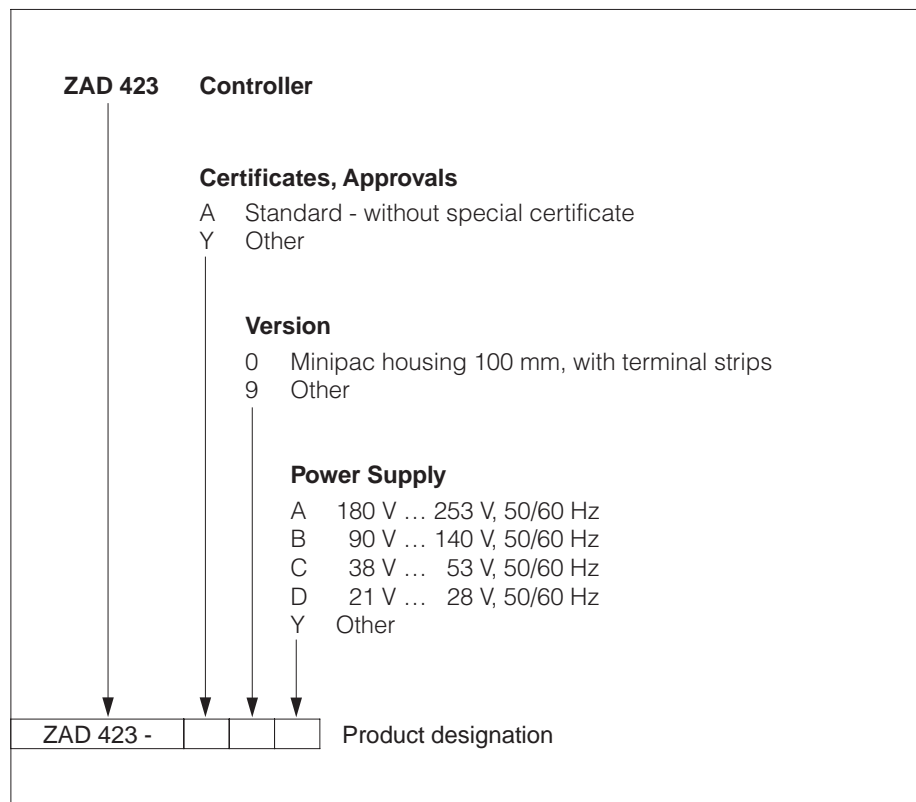 ZAD 423 Controller
Certificates, Approvals
A Standard - without special certificate
Y Other
Version
0 Minipac housing 100 mm, with terminal strips
9 Other
Power Supply
A 180 V … 253 V, 50/60 Hz
B 90 V … 140 V, 50/60 Hz
C 38 V … 53 V, 50/60 Hz
D 21 V … 28 V, 50/60 Hz
Y Other
ZAD 423 - Product designation